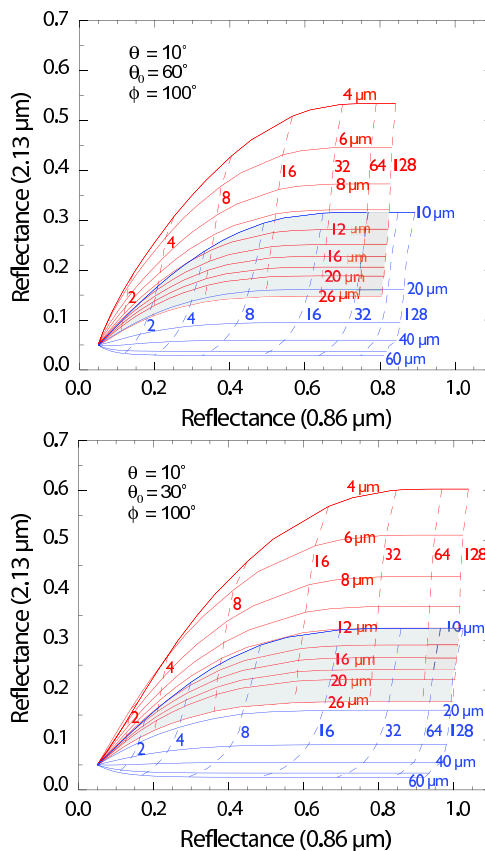 0.7
θ = 10°
θ₀ = 60°
ϕ = 100°
0.6
4 µm
0.5
6 µm
16 32 64 128
0.4
8
8 µm
Reflectance (2.13 µm)
0.3
4
10 µm
12 µm
16 µm
0.2
20 µm
2
26 µm
20 µm
0.1
2 4 8 16 32 128
40 µm
60 µm
0.0
0.0 0.2 0.4 0.6 0.8 1.0
Reflectance (0.86 µm)
0.7
θ = 10°
θ₀ = 30°
ϕ = 100°
0.6
4 µm
0.5
6 µm
16 32 64 128
0.4
8
8 µm
Reflectance (2.13 µm)
0.3
4
12 µm
10 µm
16 µm
0.2
20 µm
2
26 µm
20 µm
0.1
2 4 8 16 32 64 128
40 µm
60 µm
0.0
0.0 0.2 0.4 0.6 0.8 1.0
Reflectance (0.86 µm)